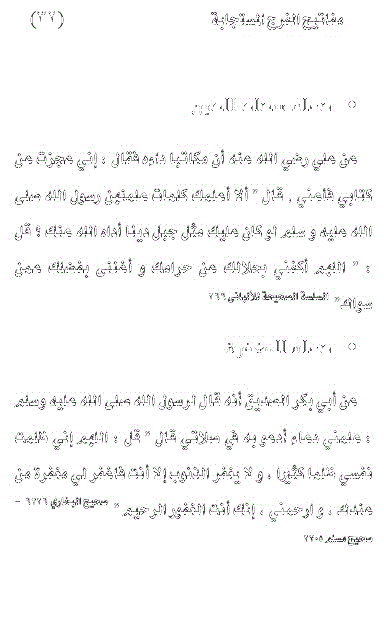 مفاتيح الفرج المستجابة (٢٦)
عن علي رضي الله عنه أن مكاتبا جاءه فقال : إني عجزت عن
كتابي فأعني , قال " ألا أعلمك كلمات علمنيهن رسول الله صلى
الله عليه و سلم لو كان عليك مثل جبل دينا أداه الله عنك ؟ قل
: " اللهم أكفني بحلالك عن حرامك و أغنني بفضلك عمن
سواك" السلسة الصحيحة للألباني ٢٦٦
عن أبي بكر الصديق أنه قال لرسول الله صلى الله عليه وسلم
: علمني دعاء أدعو به في صلاتي قال " قل : اللهم إني ظلمت
نفسي ظلما كثيرا , و لا يغفر الذنوب إلا أنت فاغفر لي مغفرة من
عندك , و ارحمني , إنك أنت الغفور الرحيم " صحيح البخاري ٦٣٢٦ –
صحيح مسلم ٢٧٠٥